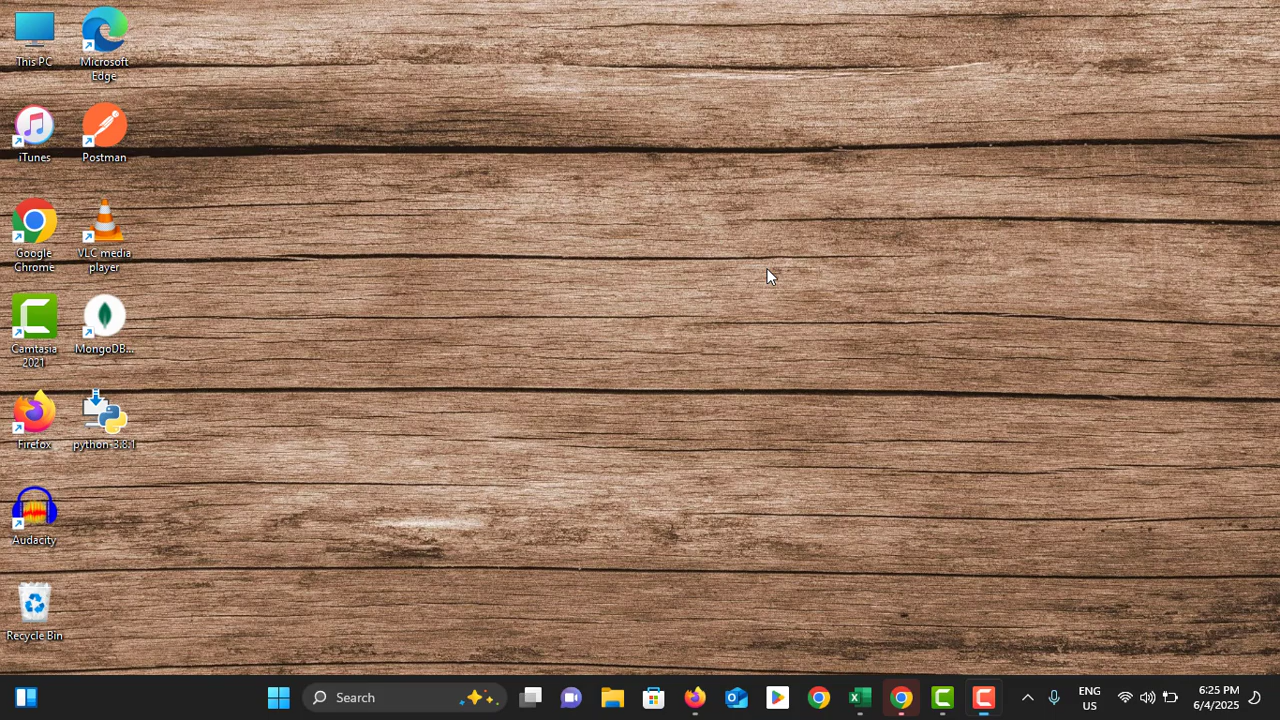 This PC
Microsoft
Edge
iTunes
Postman
Google
Chrome
VLC media
player
Camtasia
2021
MongoDB...
Firefox
python-3.8.1
Audacity
Recycle Bin
Search
ENG
US
6:25 PM
6/4/2025